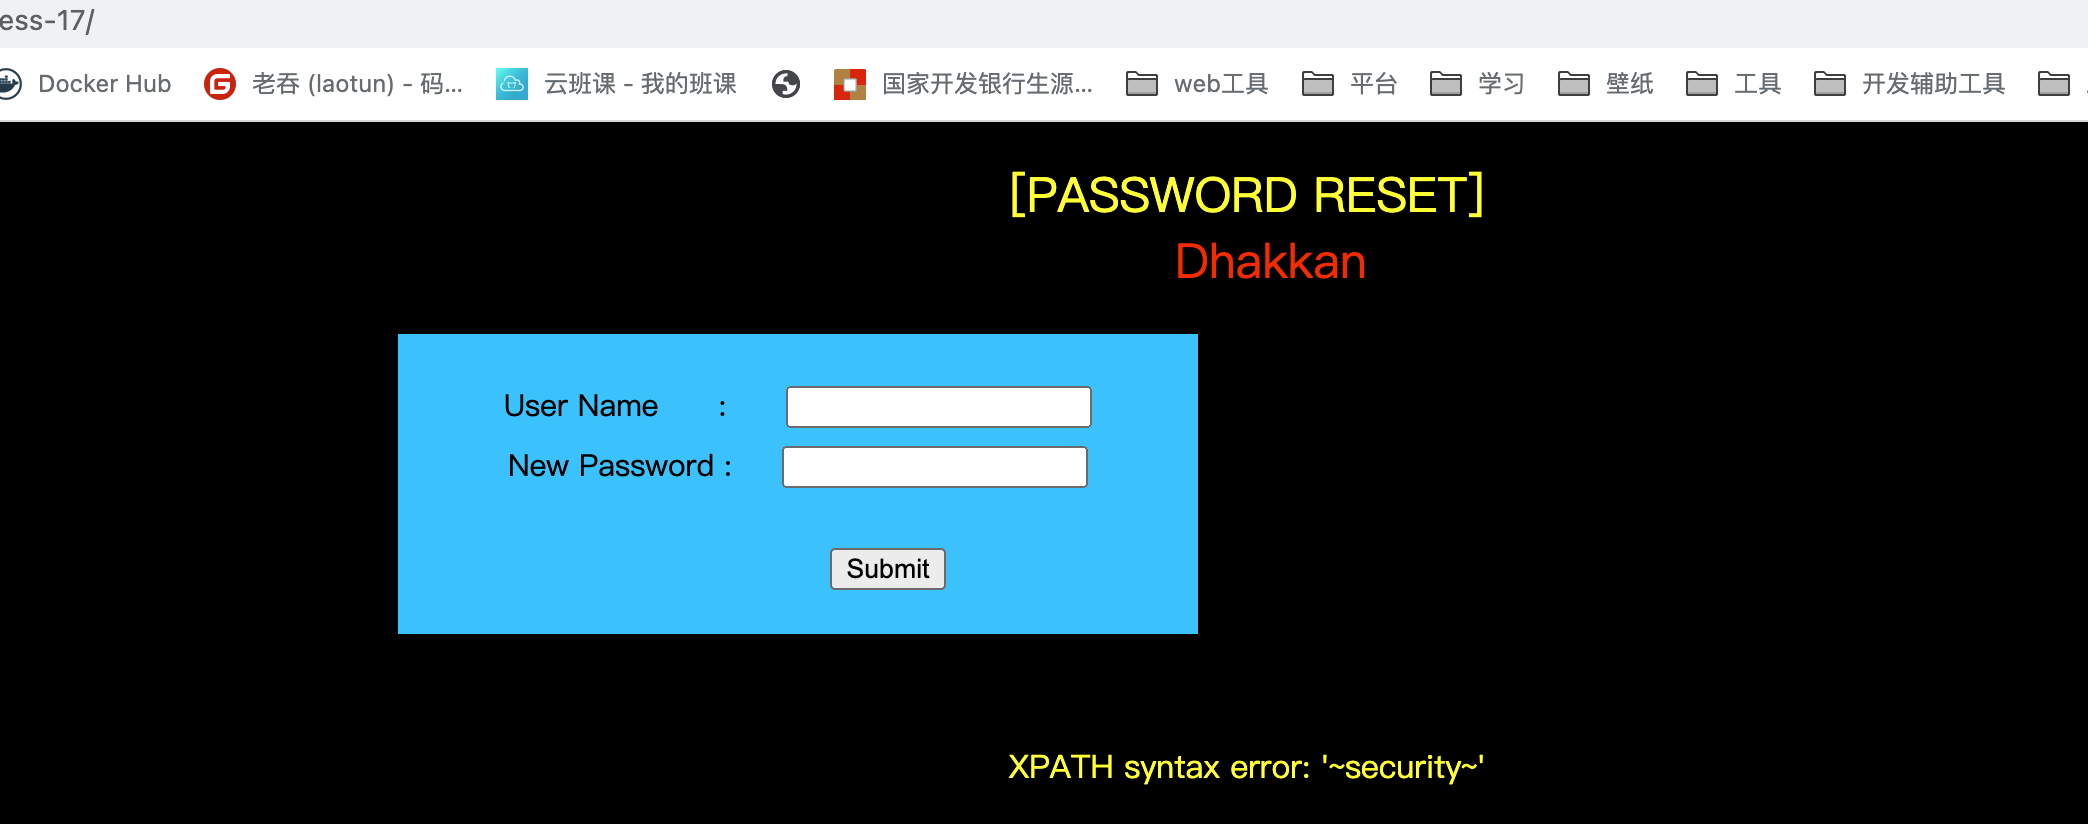 ess-17/
Docker Hub 老吞 (laotun) - 码... 云班课 - 我的班课 国家开发银行生源... web工具 平台 学习 壁纸 工具 开发辅助工具
[PASSWORD RESET]
Dhakkan
User Name :
New Password :
Submit
XPATH syntax error: '~security~'